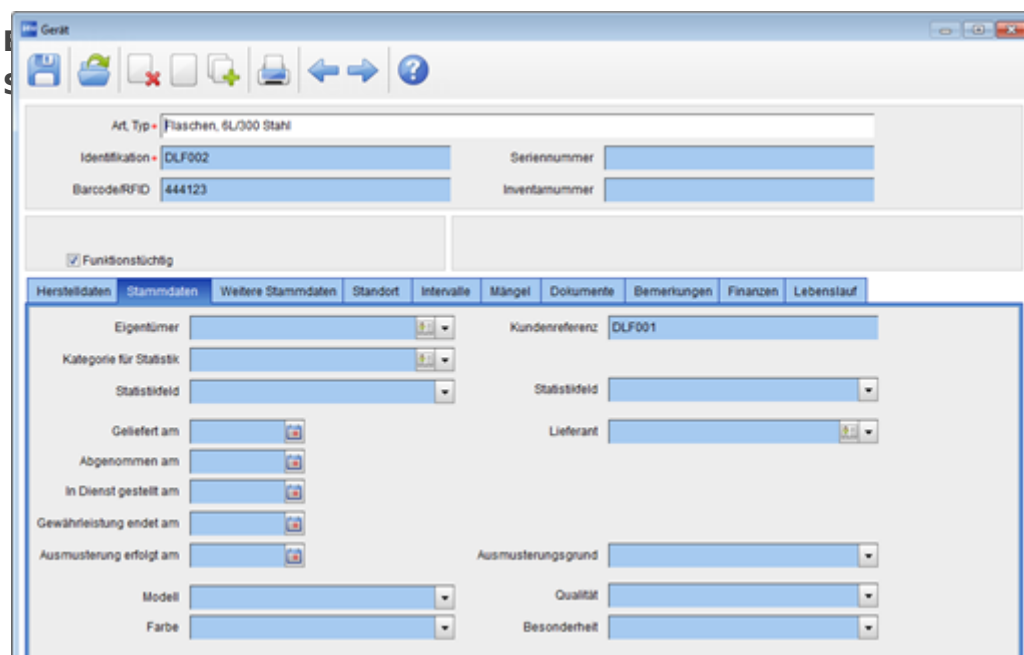 Gerät
Art, Typ* Flaschen, 6L/300 Stahl
Identifikation* DLF002 Seriennummer
Barcode/RFID 444123 Inventarnummer
Funktionstüchtig
Herstelldaten Stammdaten Weitere Stammdaten Standort Intervalle Mängel Dokumente Bemerkungen Finanzen Lebenslauf
Eigentümer Kundenreferenz DLF001
Kategorie für Statistik
Statistikfeld Statistikfeld
Geliefert am Lieferant
Abgenommen am
In Dienst gestellt am
Gewährleistung endet am
Ausmusterung erfolgt am Ausmusterungsgrund
Modell Qualität
Farbe Besonderheit